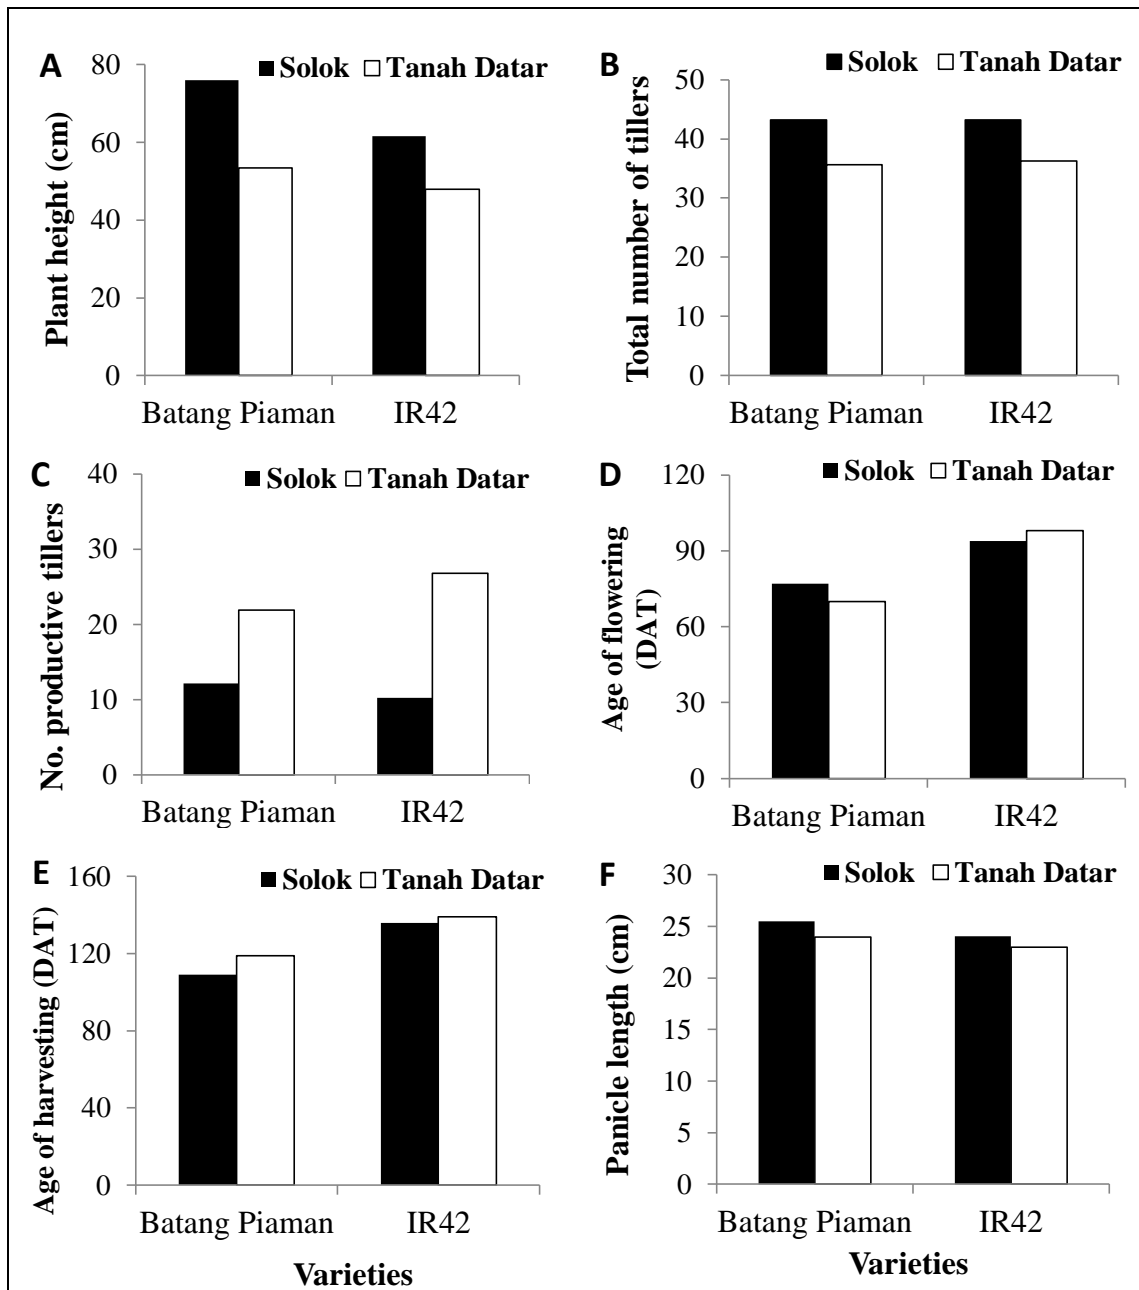 A
Solok Tanah Datar
Plant height (cm)
80
60
40
20
0
Batang Piaman IR42
B
Solok Tanah Datar
Total number of tillers
50
40
30
20
10
0
Batang Piaman IR42
C
Solok Tanah Datar
No. productive tillers
40
30
20
10
0
Batang Piaman IR42
D
Solok Tanah Datar
Age of flowering
(DAT)
120
90
60
30
0
Batang Piaman IR42
E
Solok Tanah Datar
Age of harvesting (DAT)
160
120
80
40
0
Batang Piaman IR42
Varieties
F
Solok Tanah Datar
Panicle length (cm)
30
25
20
15
10
5
0
Batang Piaman IR42
Varieties